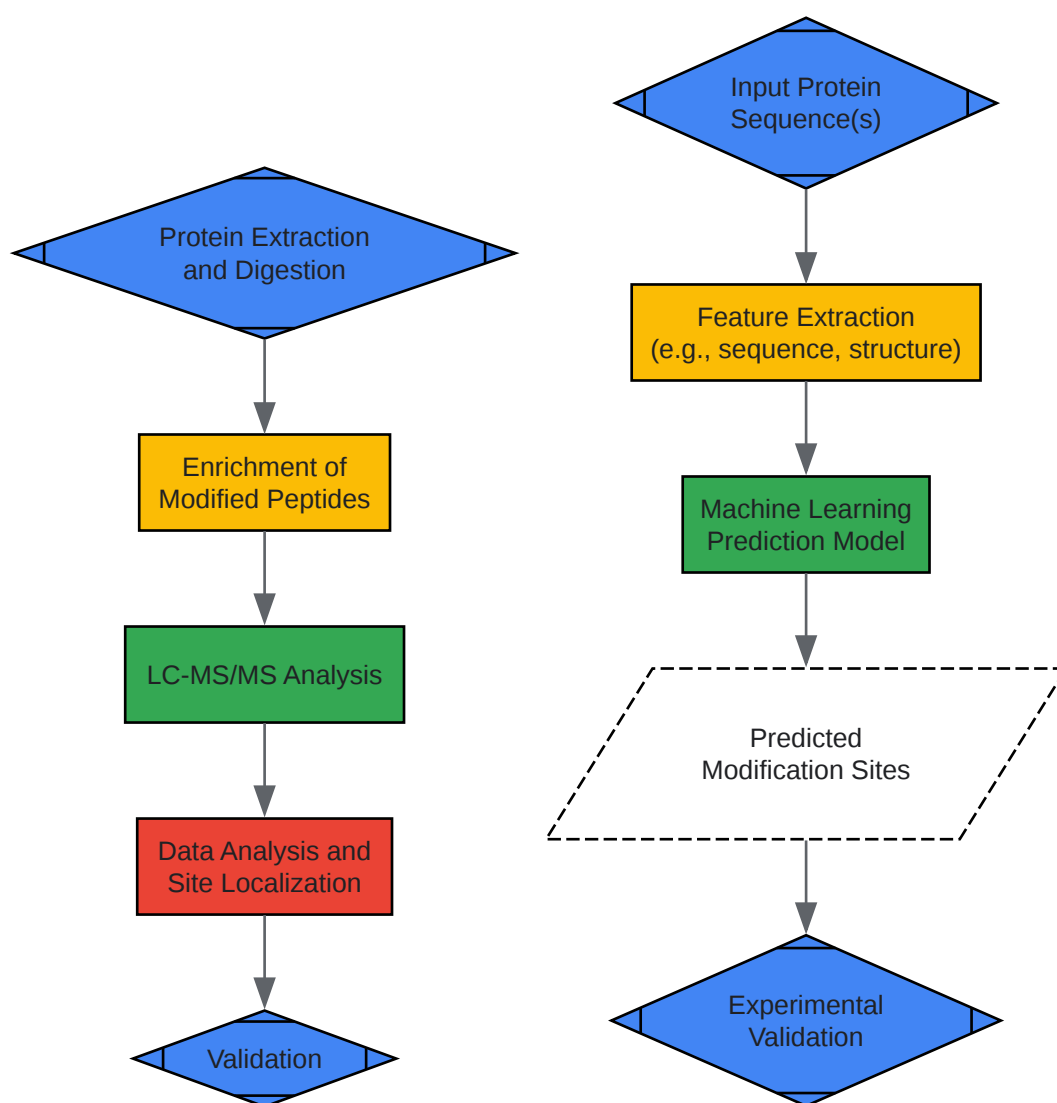 Protein Extraction
and Digestion
Enrichment of
Modified Peptides
LC-MS/MS Analysis
Data Analysis and
Site Localization
Validation
Input Protein
Sequence(s)
Feature Extraction
(e.g., sequence, structure)
Machine Learning
Prediction Model
Predicted
Modification Sites
Experimental
Validation